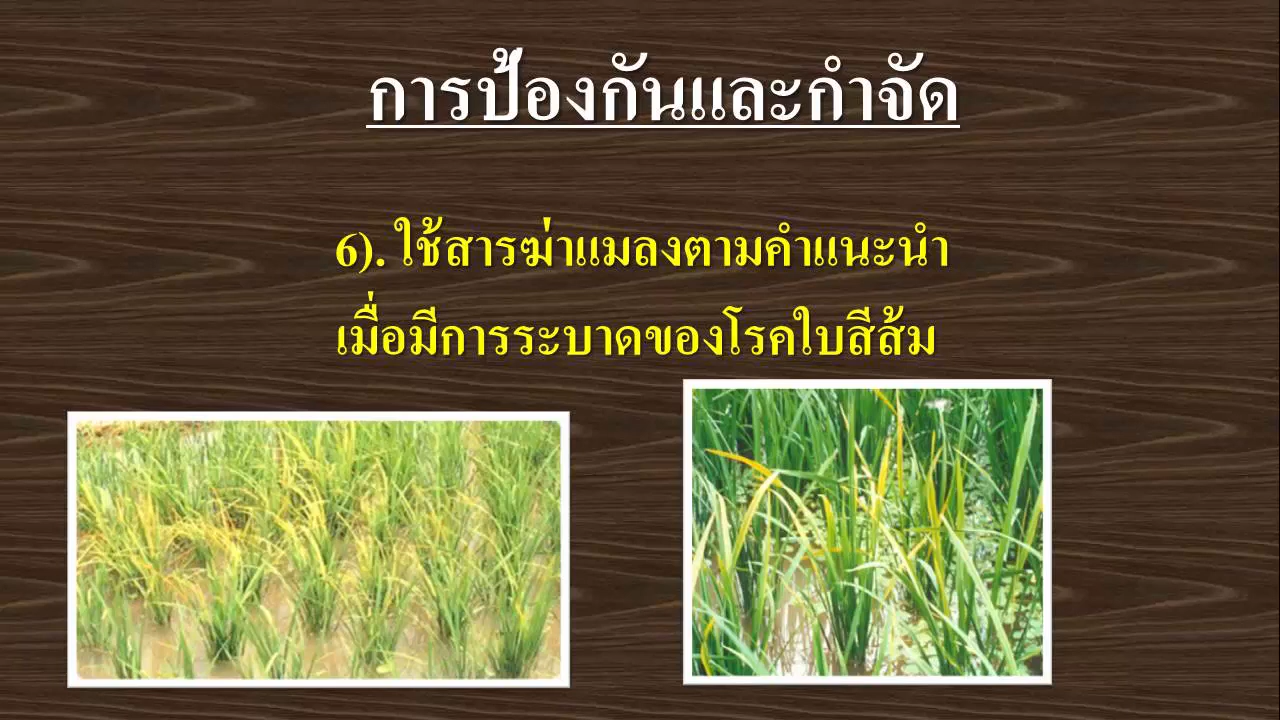 การป้องกันและกำจัด
6). ใช้สารฆ่าแมลงตามคำแนะนำ
เมื่อมีการระบาดของโรคใบสีส้ม